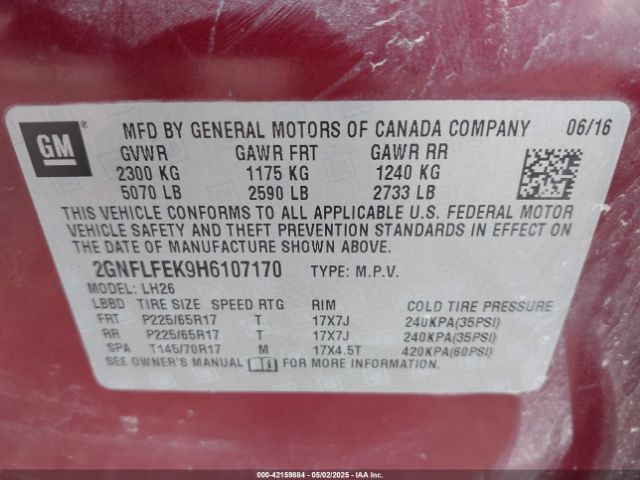 GM ®
MFD BY GENERAL MOTORS OF CANADA COMPANY 06/16
GVWR GAWR FRT GAWR RR
2300 KG 1175 KG 1240 KG
5070 LB 2590 LB 2733 LB
THIS VEHICLE CONFORMS TO ALL APPLICABLE U.S. FEDERAL MOTOR
VEHICLE SAFETY AND THEFT PREVENTION STANDARDS IN EFFECT ON
THE DATE OF MANUFACTURE SHOWN ABOVE.
2GNFLFEK9H6107170 TYPE: M.P.V.
MODEL: LH26
LBBD TIRE SIZE SPEED RTG RIM COLD TIRE PRESSURE
FRT P225/65R17 T 17X7J 240KPA(35PSI)
RR P225/65R17 T 17X7J 240KPA(35PSI)
SPA T145/70R17 M 17X4.5T 420KPA(60PSI)
SEE OWNER'S MANUAL i FOR MORE INFORMATION
000-42159884 - 05/02/2025 - IAA Inc.